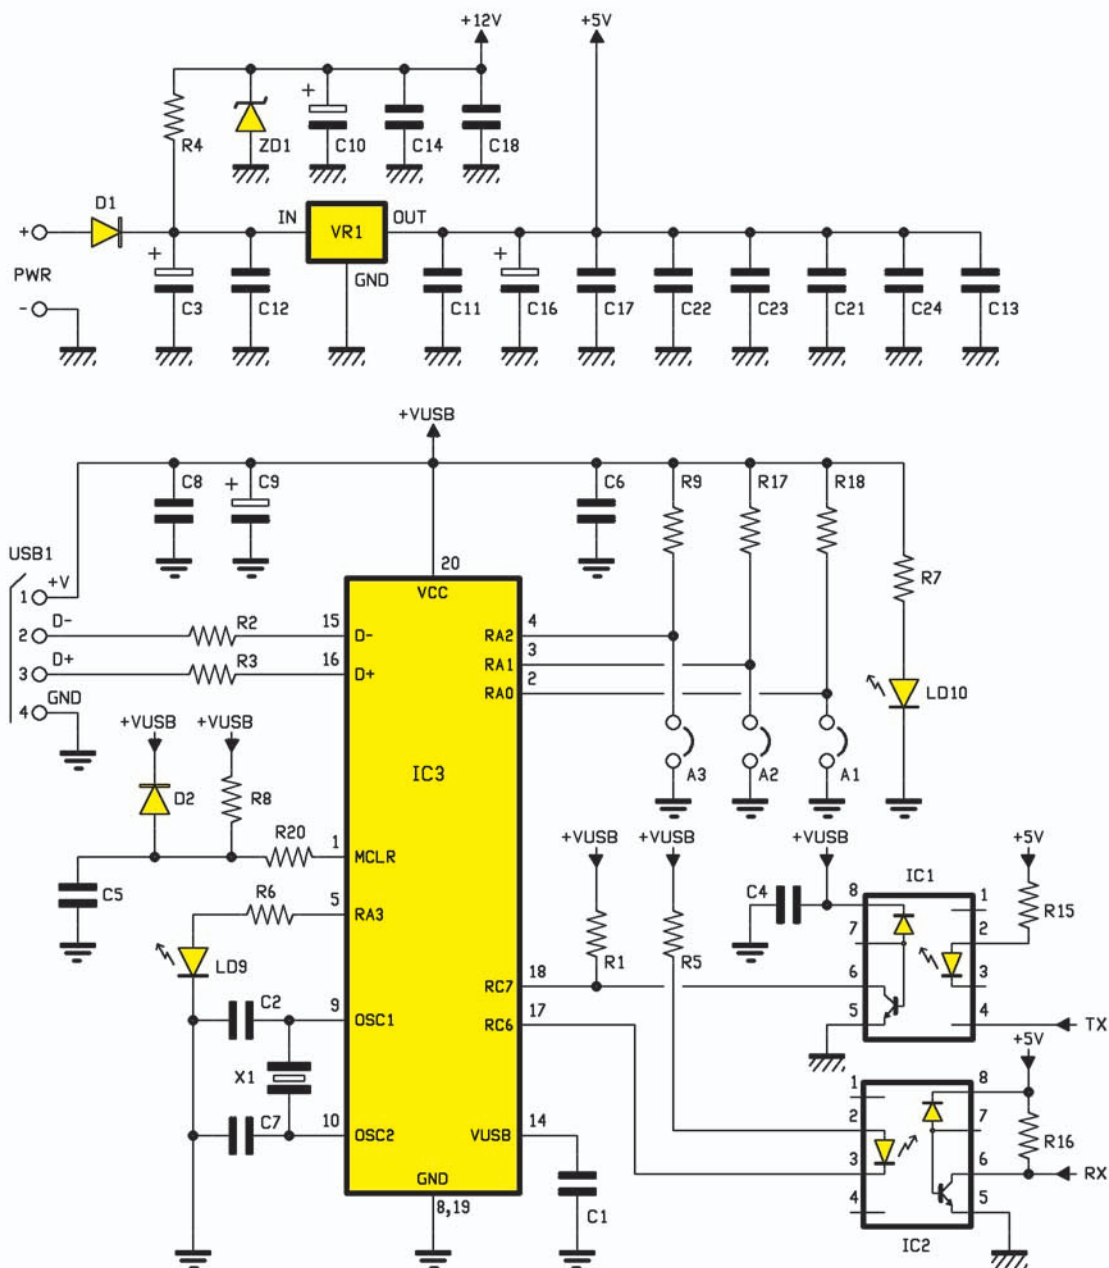 +12V
+5V
+
R4
ZD1
C10
C14
C18
D1
IN
VR1
OUT
+
PWR
-
+
GND
+
C3
C12
C11
C16
C17
C22
C23
C21
C24
C13
+VUSB
C8
+
C9
C6
R9
R17
R18
USB1
+V
1
20
VCC
R7
D-
2
R2
15
D-
RA2
4
D+
3
R3
16
D+
RA1
3
RA0
2
GND
4
LD10
+VUSB
+VUSB
IC3
A3
A2
A1
D2
R8
R20
1
MCLR
+VUSB
+VUSB
+VUSB
+5V
C5
R6
5
RA3
C4
8
IC1
1
R15
7
2
LD9
R1
R5
6
3
RC7
18
5
4
TX
C2
9
OSC1
RC6
17
+5V
X1
1
8
2
7
C7
10
OSC2
VUSB
14
R16
3
6
RX
GND
4
5
8,19
C1
IC2